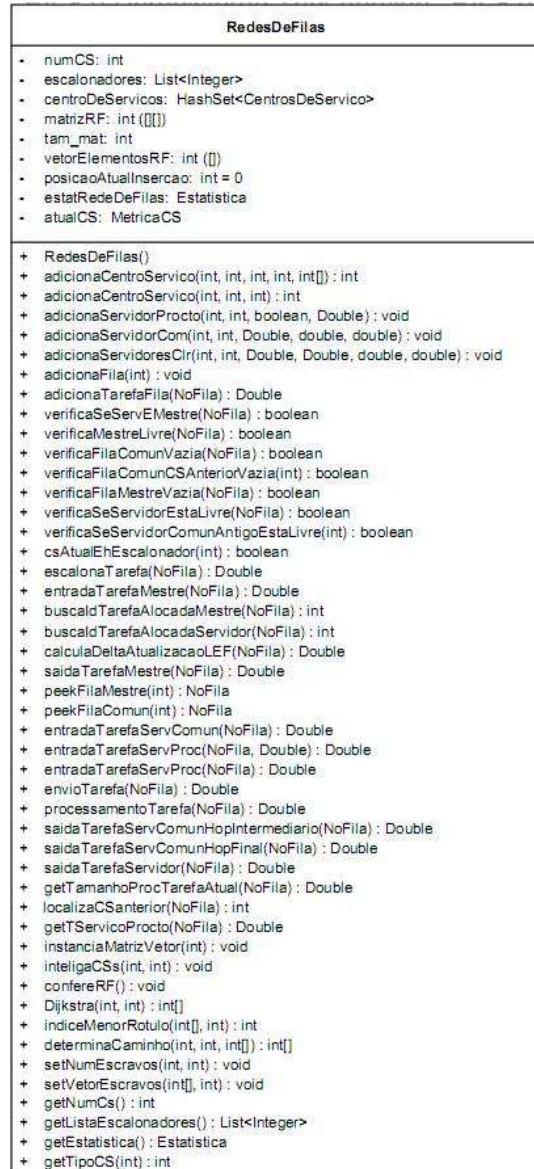 RedesDeFilas
- numCS: int
- escalonadores: List<Integer>
- centroDeServicos: HashSet<CentrosDeServico>
- matrizRF: int ([][])
- tam_mat: int
- vetorElementosRF: int ([])
- posicaoAtualInsercao: int = 0
- estatRedeDeFilas: Estatistica
- atualCS: MetricaCS
+ RedesDeFilas()
+ adicionaCentroServico(int, int, int, int, int[]) : int
+ adicionaCentroServico(int, int, int) : int
+ adicionaServidorProcto(int, int, boolean, Double) : void
+ adicionaServidorCom(int, int, Double, double, double) : void
+ adicionaServidoresClr(int, int, Double, Double, double, double) : void
+ adicionaFila(int) : void
+ adicionaTarefaFila(NoFila) : Double
+ verificaSeServEMestre(NoFila) : boolean
+ verificaMestreLivre(NoFila) : boolean
+ verificaFilaComunVazia(NoFila) : boolean
+ verificaFilaComunCSAnteriorVazia(int) : boolean
+ verificaFilaMestreVazia(NoFila) : boolean
+ verificaSeServidorEstaLivre(NoFila) : boolean
+ verificaSeServidorComunAntigoEstaLivre(int) : boolean
+ csAtualEhEscalonador(int) : boolean
+ escalonaTarefa(NoFila) : Double
+ entradaTarefaMestre(NoFila) : Double
+ buscaIdTarefaAlocadaMestre(NoFila) : int
+ buscaIdTarefaAlocadaServidor(NoFila) : int
+ calculaDeltaAtualizacaoLEF(NoFila) : Double
+ saidaTarefaMestre(NoFila) : Double
+ peekFilaMestre(int) : NoFila
+ peekFilaComun(int) : NoFila
+ entradaTarefaServComun(NoFila) : Double
+ entradaTarefaServProc(NoFila, Double) : Double
+ entradaTarefaServProc(NoFila) : Double
+ envioTarefa(NoFila) : Double
+ processamentoTarefa(NoFila) : Double
+ saidaTarefaServComunHopIntermediario(NoFila) : Double
+ saidaTarefaServComunHopFinal(NoFila) : Double
+ saidaTarefaServidor(NoFila) : Double
+ getTamanhoProcTarefaAtual(NoFila) : Double
+ localizaCSanterior(NoFila) : int
+ getTServicoProcto(NoFila) : Double
+ instanciaMatrizVetor(int) : void
+ inteligaCSs(int, int) : void
+ confereRF() : void
+ Dijkstra(int, int) : int[]
+ indiceMenorRotulo(int[], int) : int
+ determinaCaminho(int, int, int[]) : int[]
+ setNumEscravos(int, int) : void
+ setVetorEscravos(int[], int) : void
+ getNumCs() : int
+ getListaEscalonadores() : List<Integer>
+ getEstatistica() : Estatistica
+ getTipoCS(int) : int